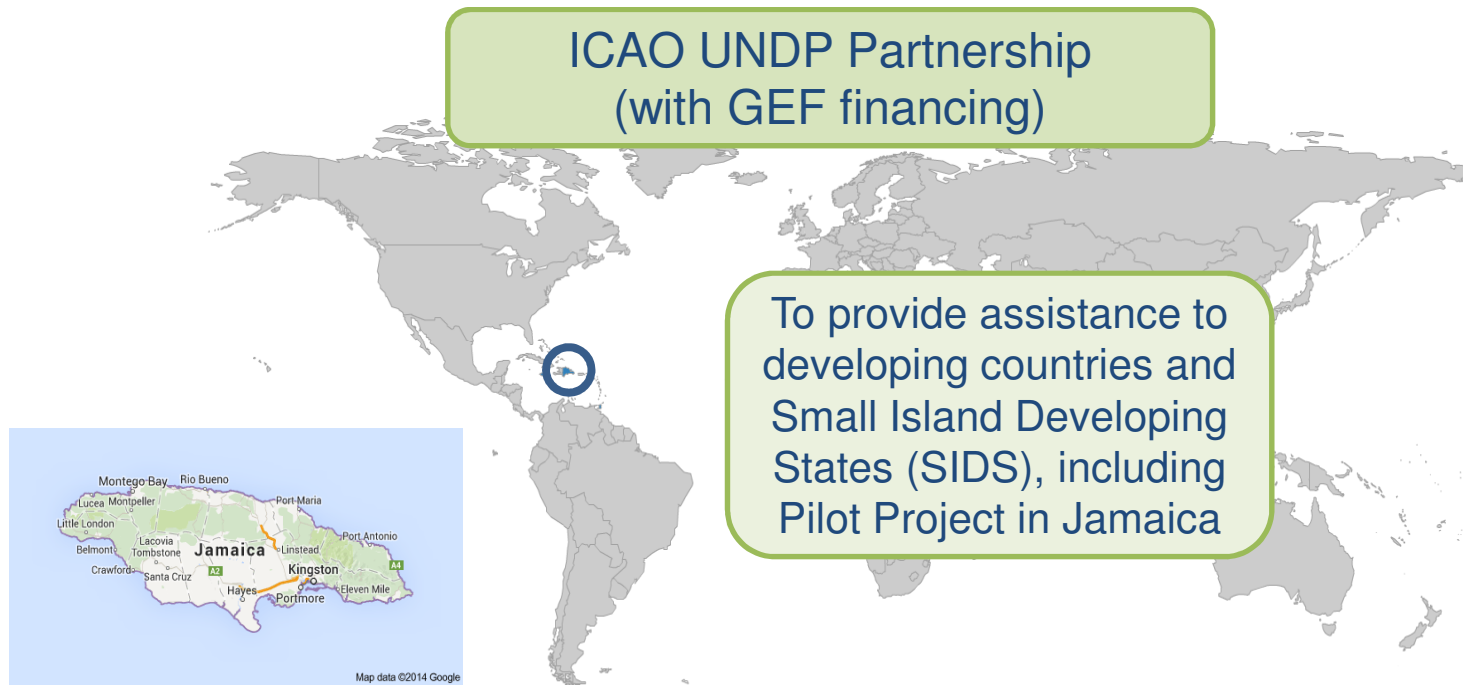 ICAO UNDP Partnership
(with GEF financing)
To provide assistance to
developing countries and
Small Island Developing
States (SIDS), including
Pilot Project in Jamaica
Montego Bay
Rio Bueno
Lucea
Montpeller
Port Maria
Little London
Port Antonio
Lacovia
Tombstone
Belmont
Jamaica
Linstead
Crawford
Santa Cruz
A2
Kingston
A4
Hayes
Portmore
Eleven Mile
Map data ©2014 Google